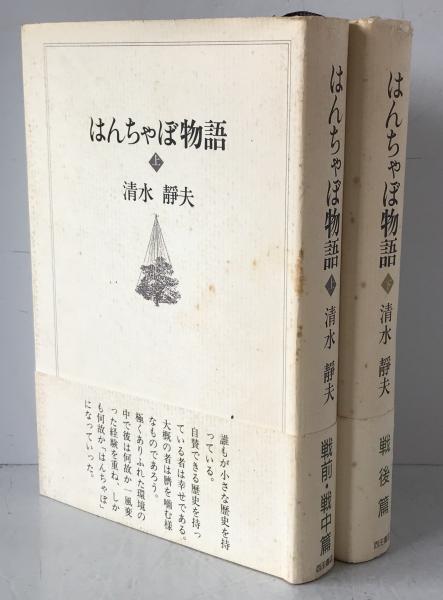 はんちゃぼ物語
上
清水 靜夫
誰もが小さな歴史を持
っている。
自賛できる歴史を持っ
ている者は幸せである。
大概の者は臍を嚙む様
なものであろう。
極くありふれた環境の
中で彼は何故か一風変
った経験を重ね、しか
も何故か「はんちゃぼ」
になっていった。
はんちゃぼ物語 上 清水 靜夫
戦前・戦中篇
はんちゃぼ物語 下 清水 靜夫
戦後篇